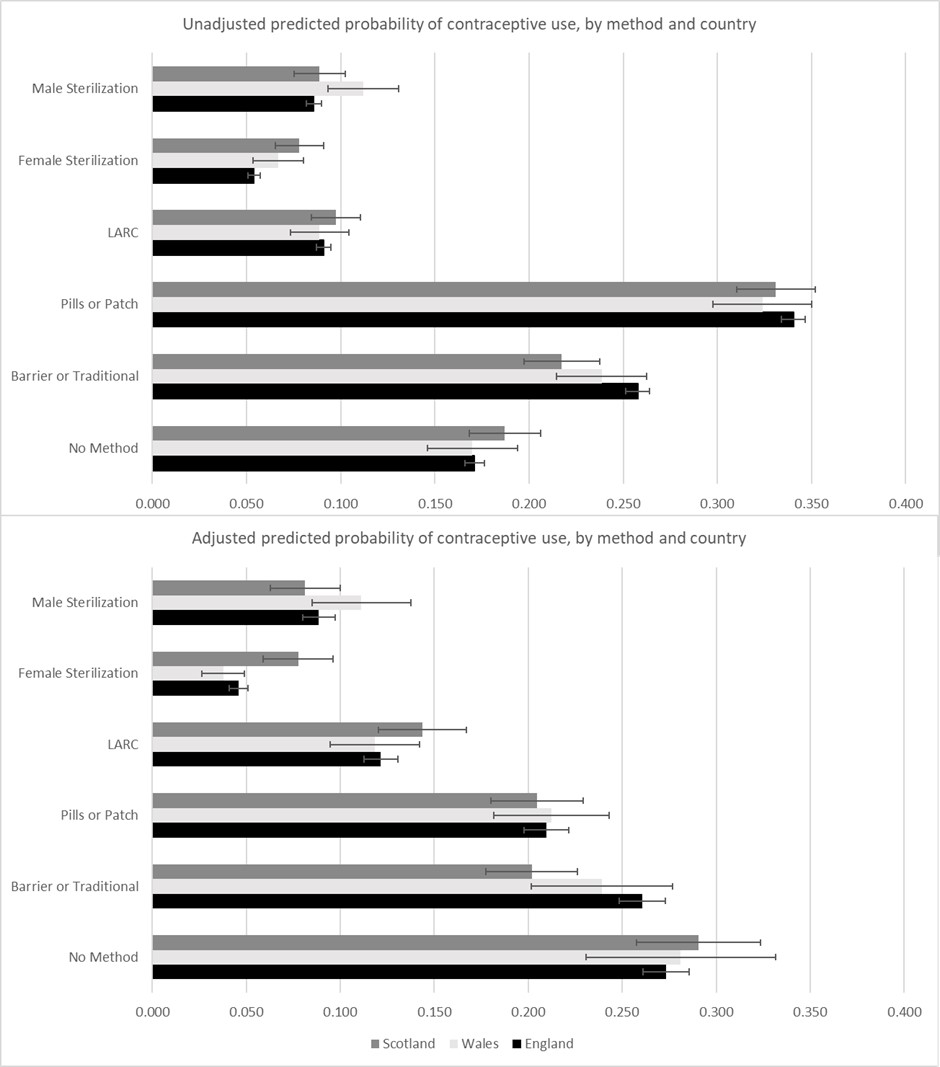 Unadjusted predicted probability of contraceptive use, by method and country
Male Sterilization
Female Sterilization
LARC
Pills or Patch
Barrier or Traditional
No Method
0.000 0.050 0.100 0.150 0.200 0.250 0.300 0.350 0.400
Adjusted predicted probability of contraceptive use, by method and country
Male Sterilization
Female Sterilization
LARC
Pills or Patch
Barrier or Traditional
No Method
0.000 0.050 0.100 0.150 0.200 0.250 0.300 0.350 0.400
Scotland Wales England